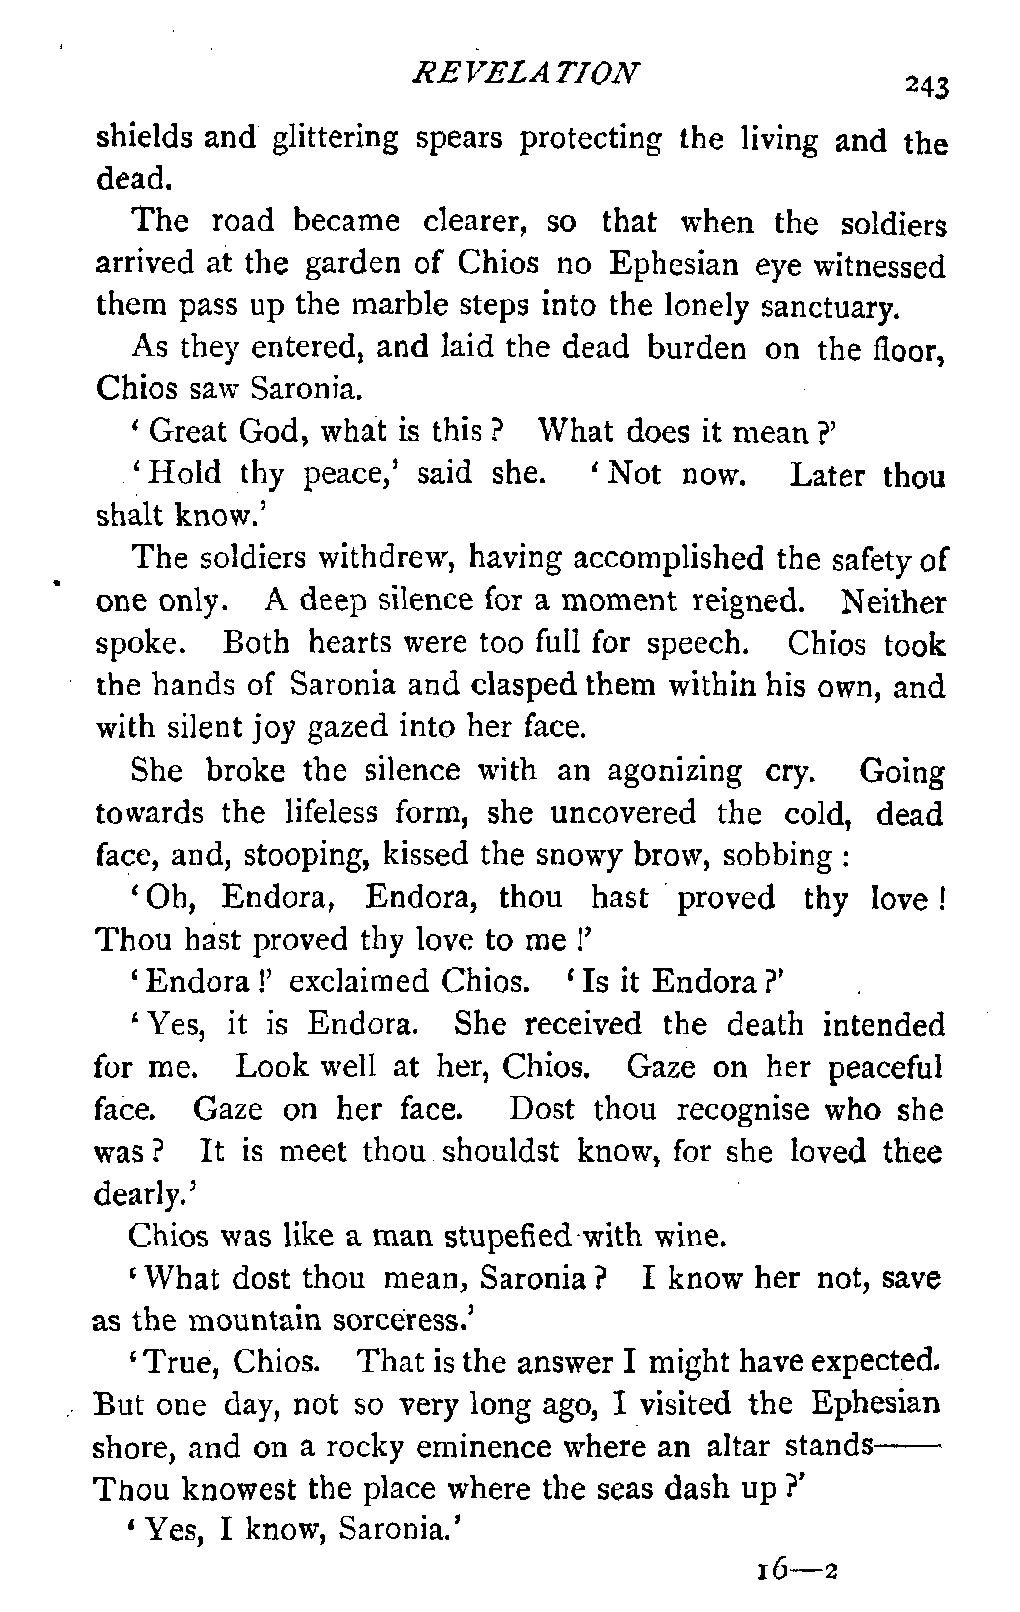 REVELATION
243
shields and glittering spears protecting the living and the
dead.
The road became clearer, so that when the soldiers
arrived at the garden of Chios no Ephesian eye witnessed
them pass up the marble steps into the lonely sanctuary.
As they entered, and laid the dead burden on the floor,
Chios saw Saronia.
‘ Great God, what is this ? What does it mean ?’
‘ Hold thy peace,’ said she. ‘ Not now. Later thou
shalt know.’
The soldiers withdrew, having accomplished the safety of
one only. A deep silence for a moment reigned. Neither
spoke. Both hearts were too full for speech. Chios took
the hands of Saronia and clasped them within his own, and
with silent joy gazed into her face.
She broke the silence with an agonizing cry. Going
towards the lifeless form, she uncovered the cold, dead
face, and, stooping, kissed the snowy brow, sobbing :
‘ Oh, Endora, Endora, thou hast proved thy love !
Thou hast proved thy love to me !’
‘ Endora !’ exclaimed Chios. ‘ Is it Endora ?’
‘ Yes, it is Endora. She received the death intended
for me. Look well at her, Chios. Gaze on her peaceful
face. Gaze on her face. Dost thou recognise who she
was ? It is meet thou shouldst know, for she loved thee
dearly.’
Chios was like a man stupefied with wine.
‘ What dost thou mean, Saronia ? I know her not, save
as the mountain sorceress.’
‘ True, Chios. That is the answer I might have expected.
But one day, not so very long ago, I visited the Ephesian
shore, and on a rocky eminence where an altar stands——
Thou knowest the place where the seas dash up ?’
‘ Yes, I know, Saronia.’
16—2